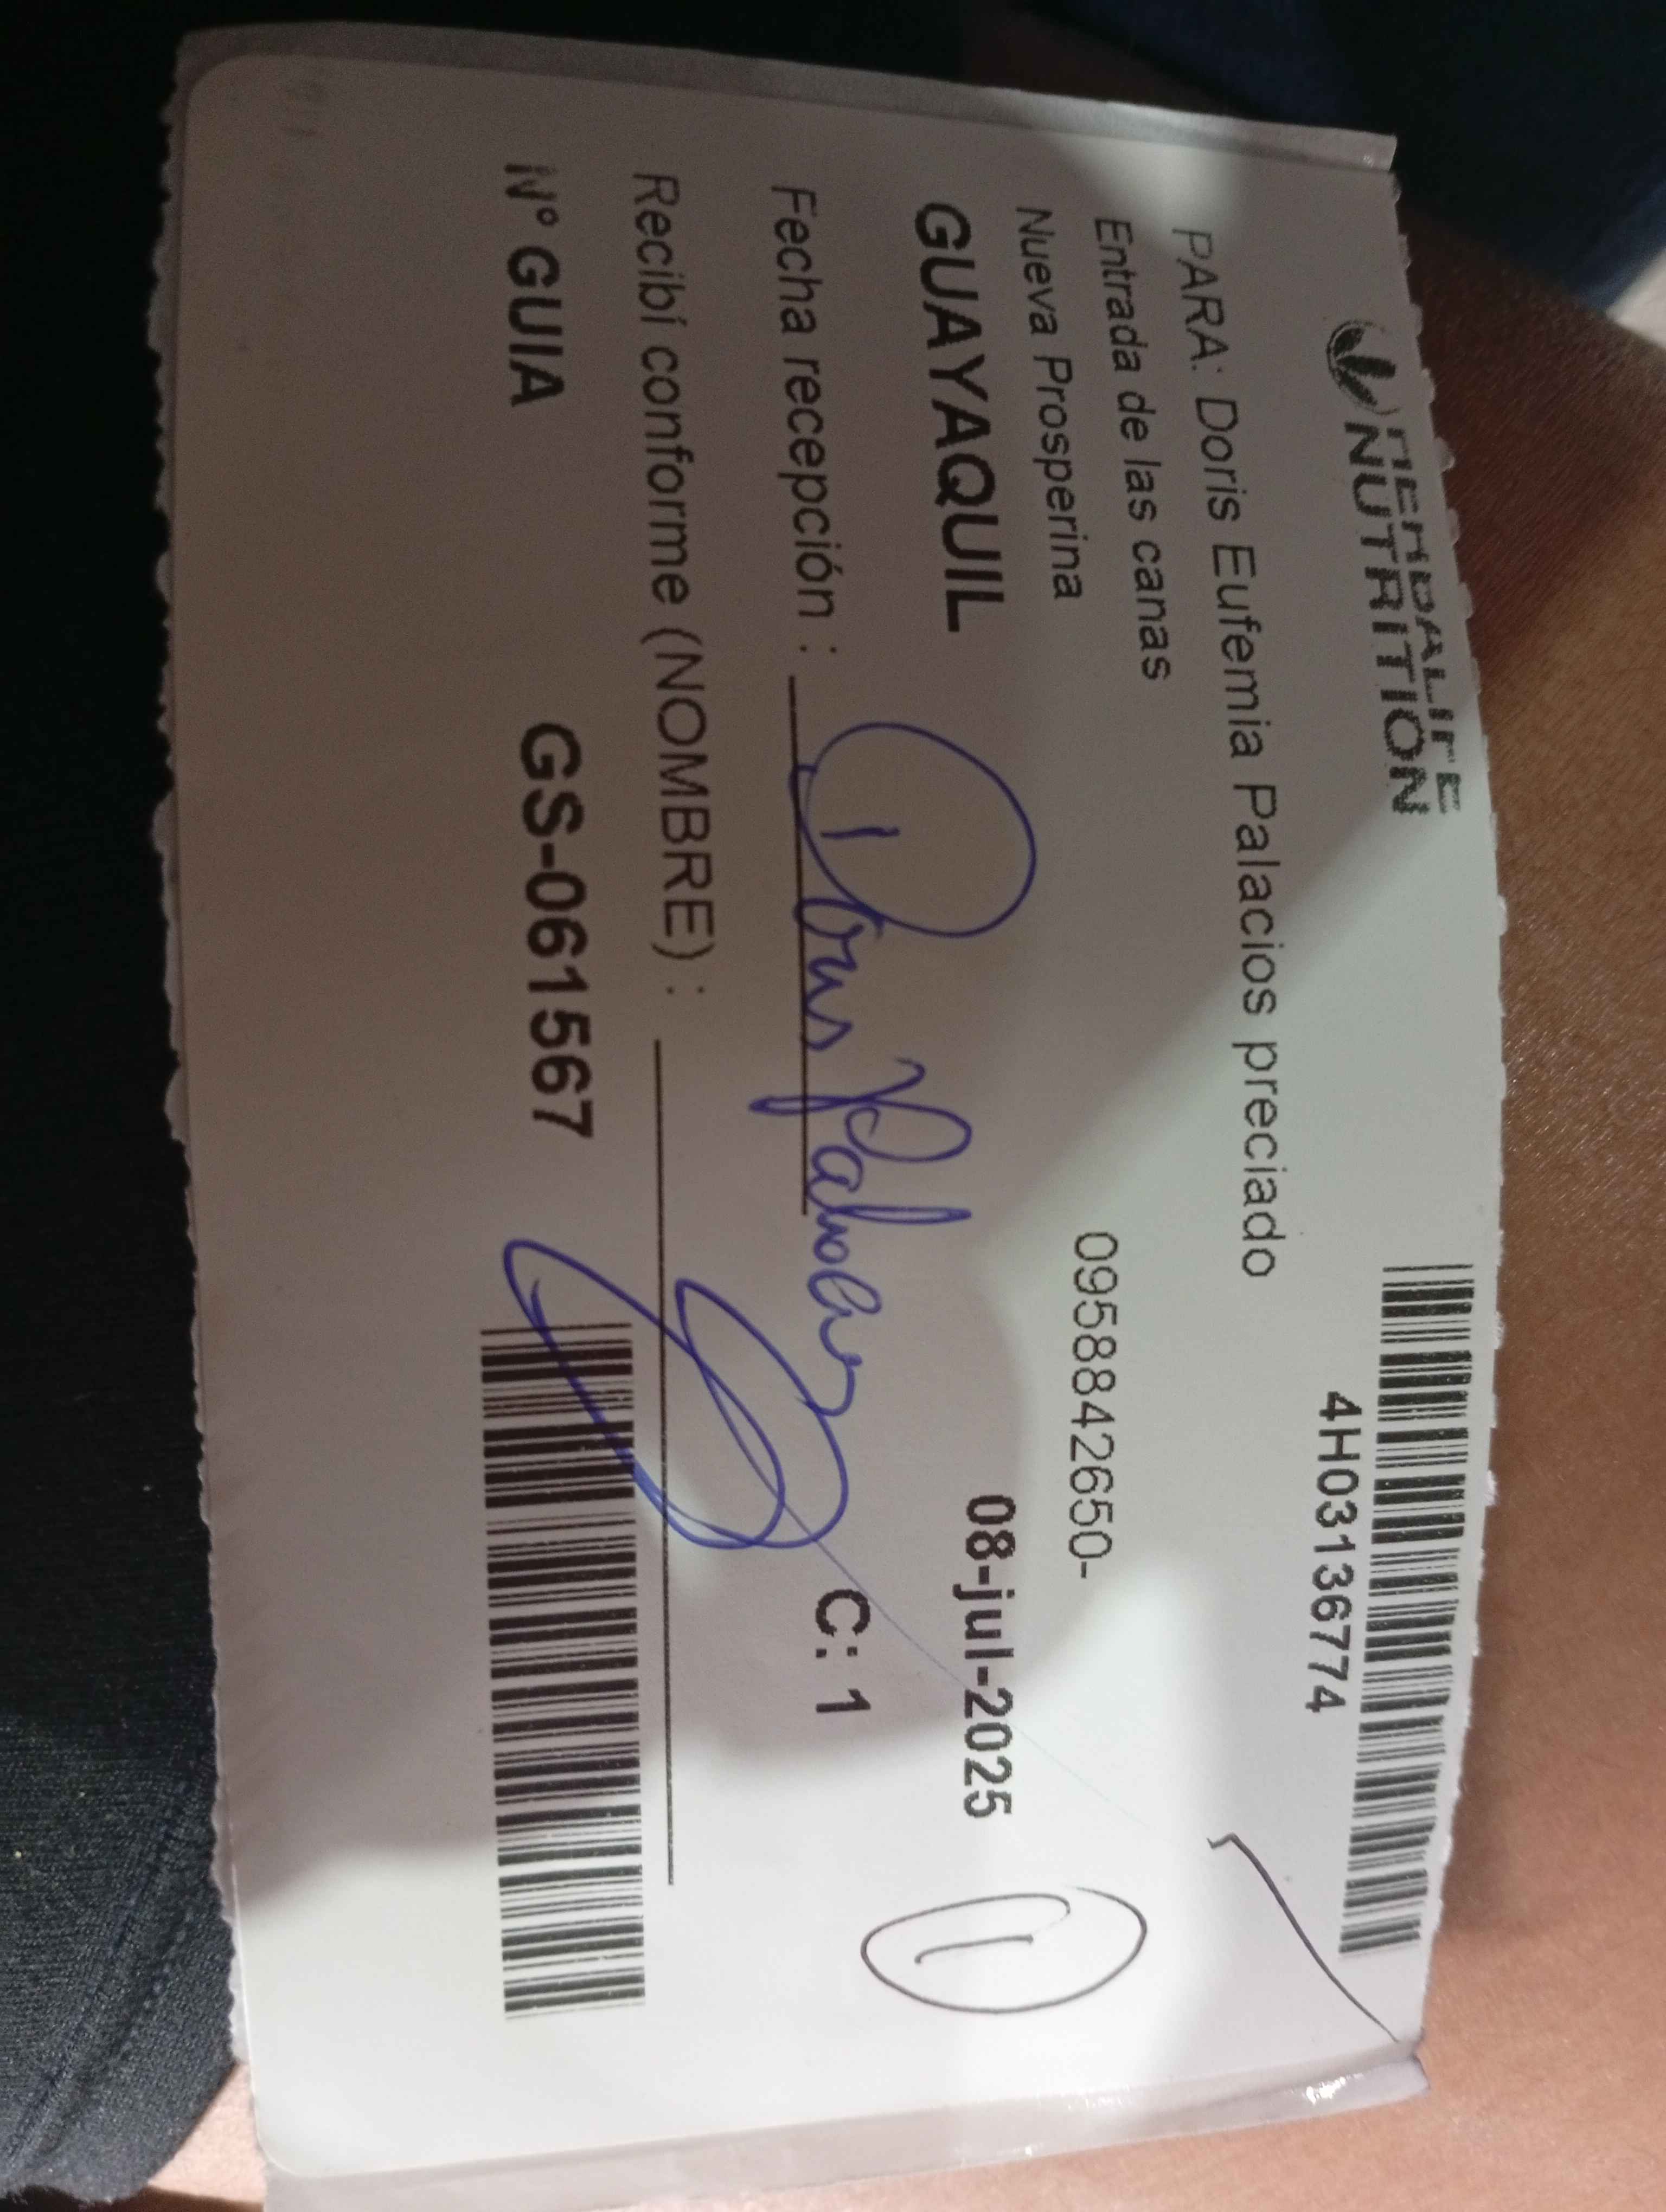 HERBALIFE
NUTRITION
4H03136774
PARA: Doris Eufemia Palacios preciado
Entrada de las canas
Nueva Prosperina
0958842650-
GUAYAQUIL
08-jul-2025
1
Fecha recepción :
Doris Palacios
C: 1
Recibí conforme (NOMBRE) :
N° GUIA
GS-061567